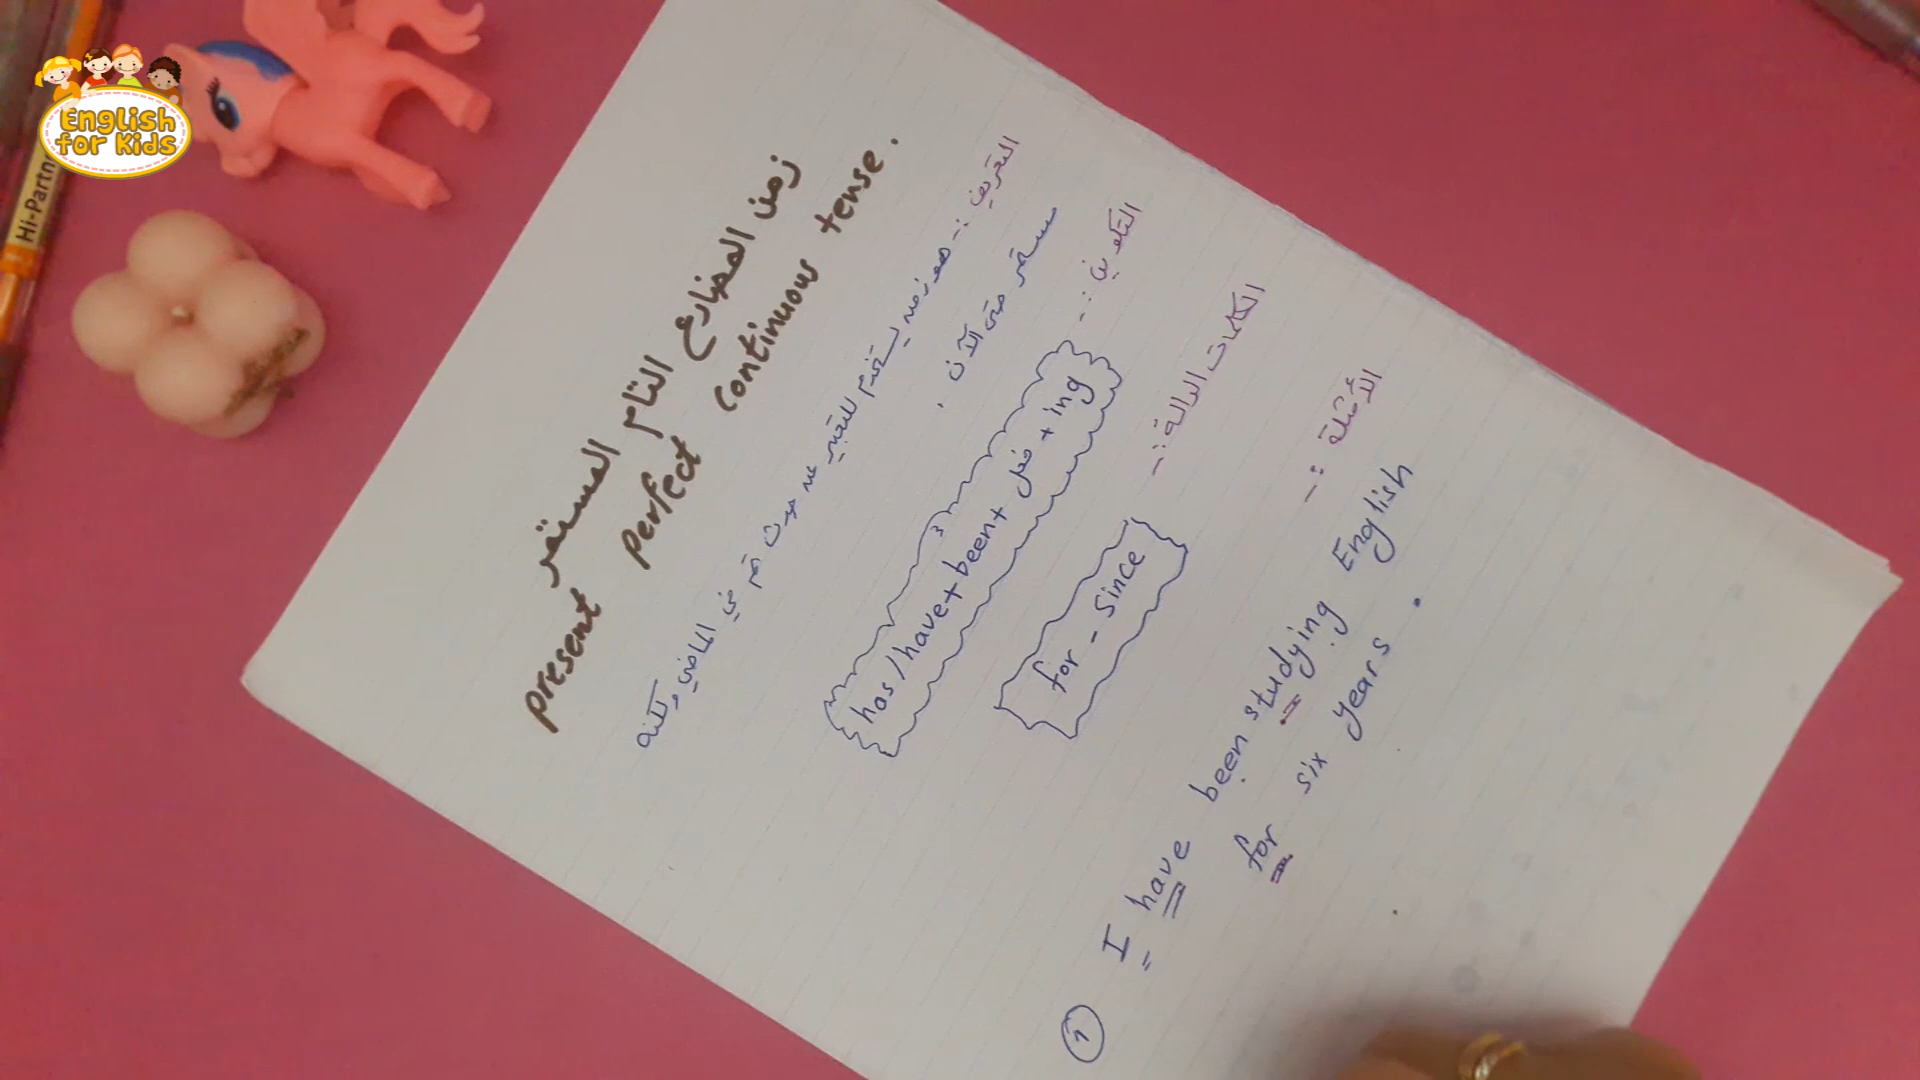 English
for Kids
Hi-Partn
زمن المضارع التام المستمر
present perfect continuous tense.
التعريف :- هو زمن يستخدم للتعبير عن حدث تم في الماضي ولكنه
مستمر حتى الآن .
التكوين :-
has/have + been + فعل + ing
الكلمات الدالة :-
for - since
الأمثلة :-
① I have been studying English
for six years .